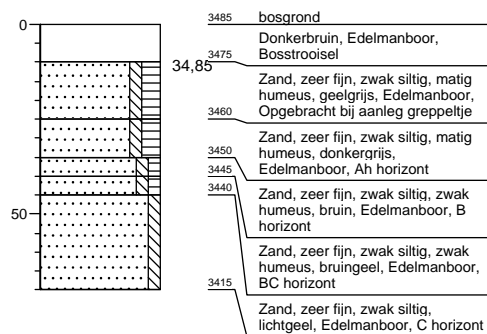 0
50
34,85
3485 bosgrond
3475 Donkerbruin, Edelmanboor,
Bosstrooisel
Zand, zeer fijn, zwak siltig, matig
humeus, geelgrijs, Edelmanboor,
3460 Opgebracht bij aanleg greppeltje
Zand, zeer fijn, zwak siltig, matig
humeus, donkergrijs,
3450 Edelmanboor, Ah horizont
3445 Zand, zeer fijn, zwak siltig, zwak
3440 humeus, bruin, Edelmanboor, B
horizont
Zand, zeer fijn, zwak siltig, zwak
humeus, bruingeel, Edelmanboor,
3415 BC horizont
Zand, zeer fijn, zwak siltig,
lichtgeel, Edelmanboor, C horizont